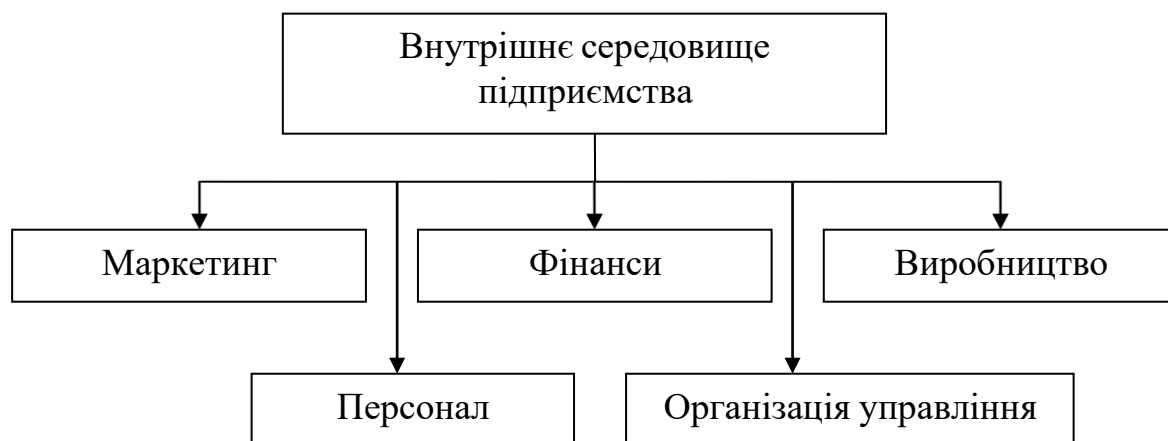 Внутрішнє середовище
підприємства
Маркетинг
Фінанси
Виробництво
Персонал
Організація управління